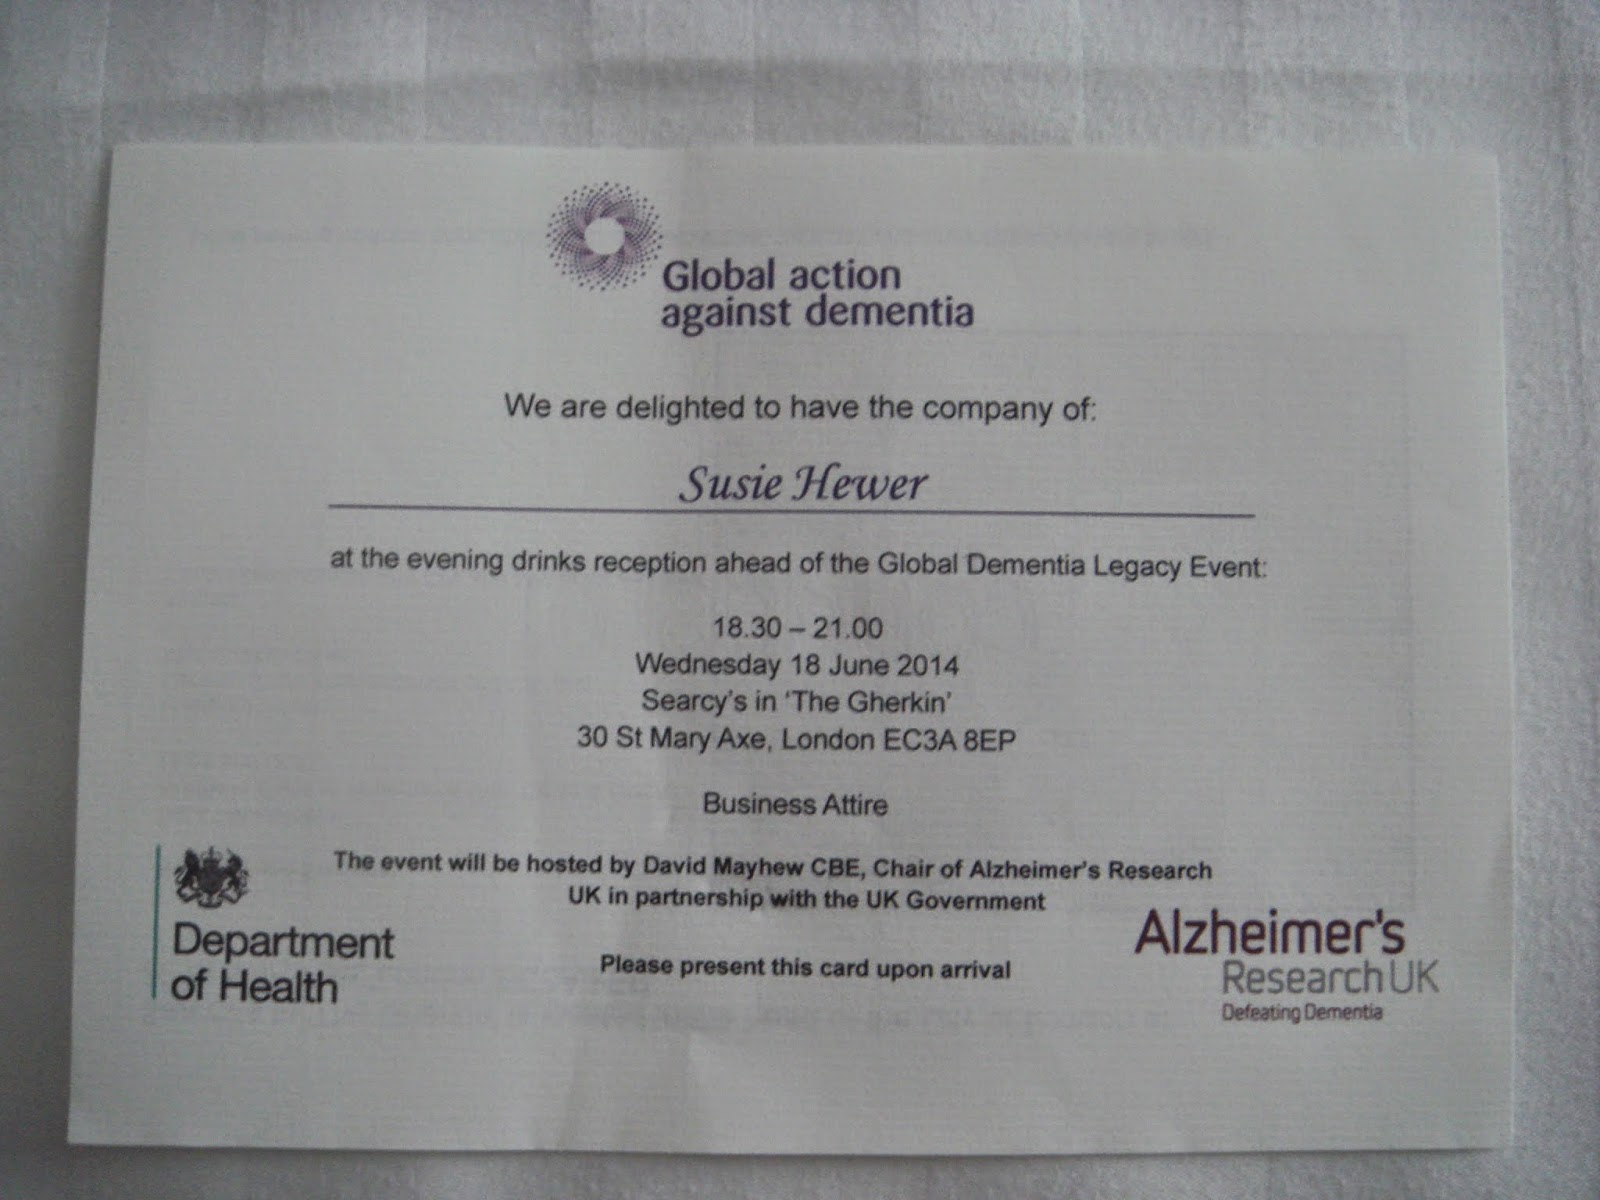 Global action
against dementia
We are delighted to have the company of:
Susie Hewer
at the evening drinks reception ahead of the Global Dementia Legacy Event:
18.30 – 21.00
Wednesday 18 June 2014
Searcy's in 'The Gherkin'
30 St Mary Axe, London EC3A 8EP
Business Attire
The event will be hosted by David Mayhew CBE, Chair of Alzheimer's Research
UK in partnership with the UK Government
Please present this card upon arrival
Department
of Health
Alzheimer's
Research UK
Defeating Dementia